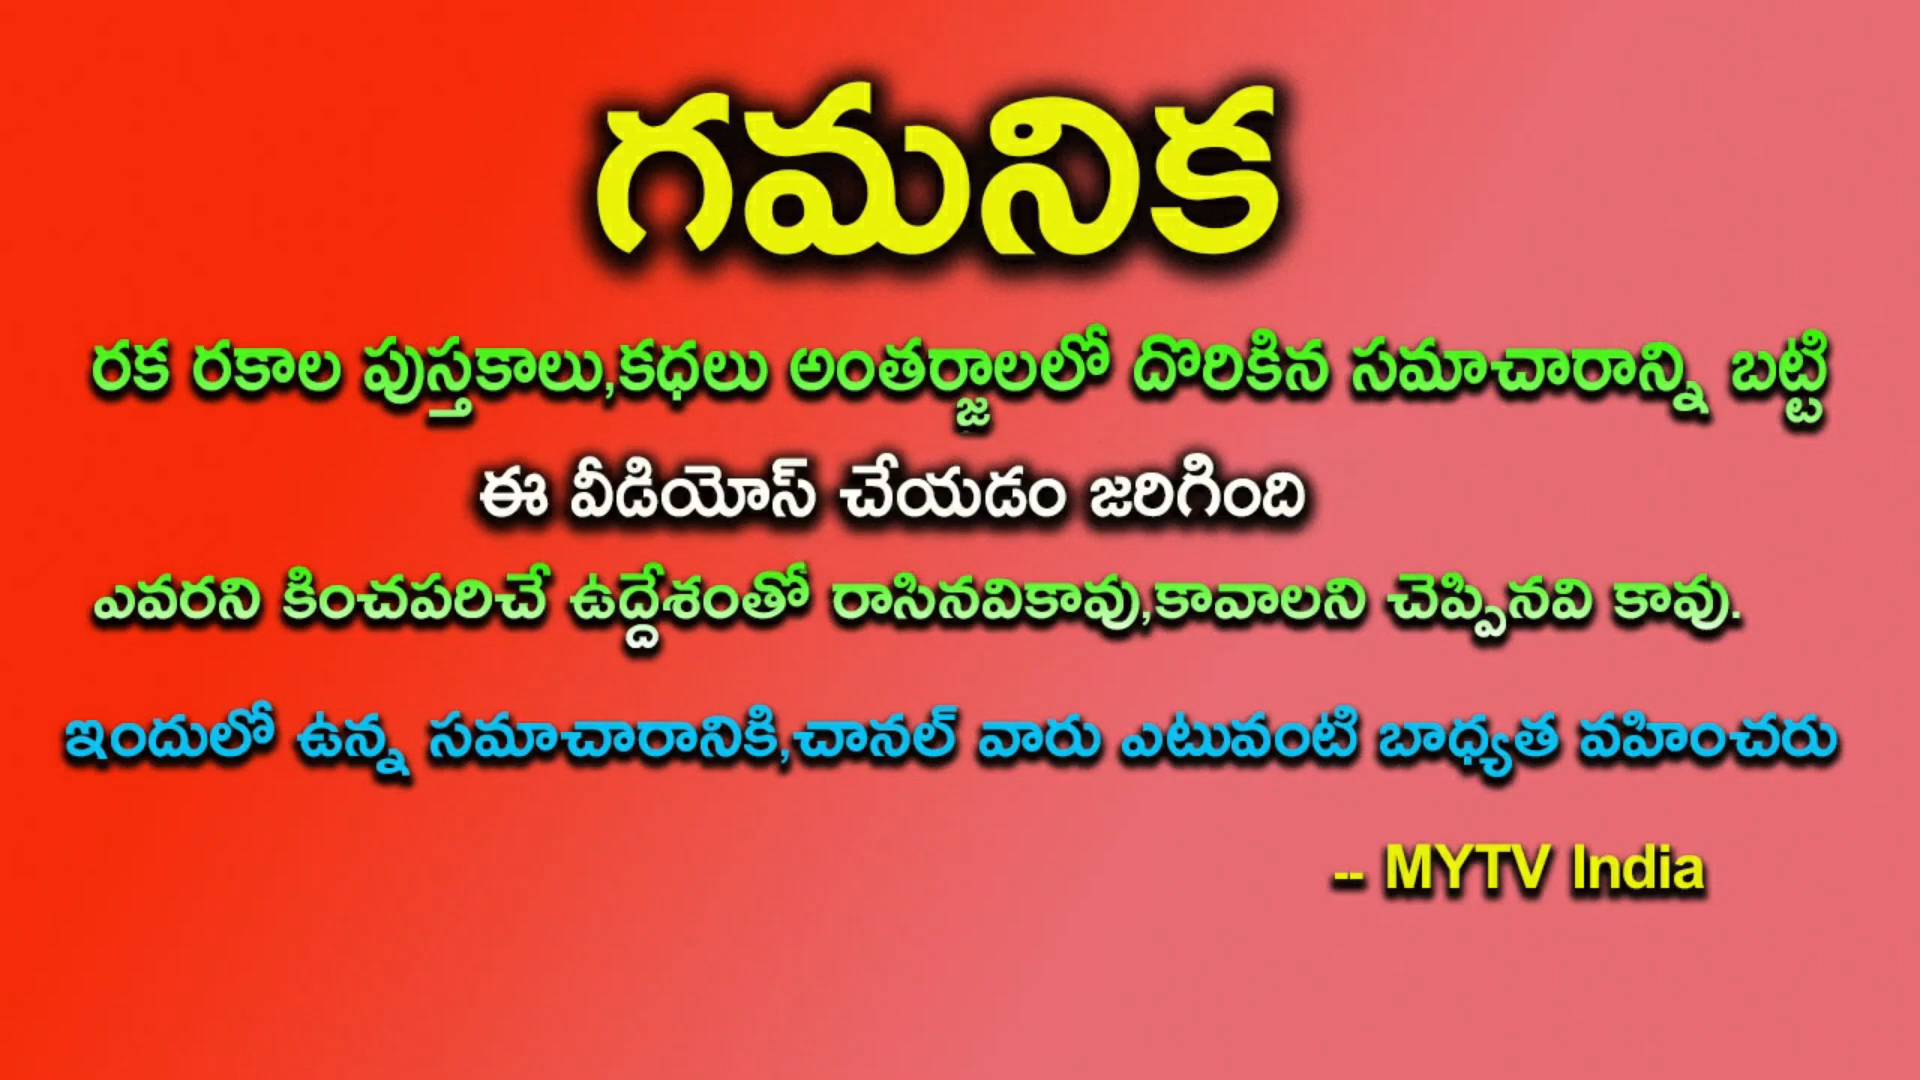 గమనిక
రక రకాల పుస్తకాలు,కధలు అంతర్జాలలో దొరికిన సమాచారాన్ని బట్టి
ఈ వీడియోస్ చేయడం జరిగింది
ఎవరని కించపరిచే ఉద్దేశంతో రాసినవికావు,కావాలని చెప్పినవి కావు.
ఇందులో ఉన్న సమాచారానికి,చానల్ వారు ఎటువంటి బాధ్యత వహించరు
-- MYTV India